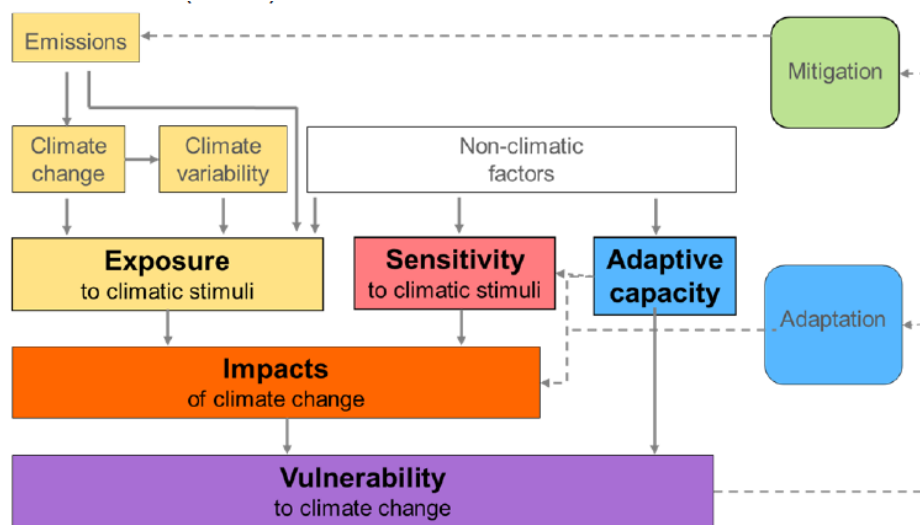 Emissions
Mitigation
Climate
change
Climate
variability
Non-climatic
factors
Exposure
to climatic stimuli
Sensitivity
to climatic stimuli
Adaptive
capacity
Adaptation
Impacts
of climate change
Vulnerability
to climate change